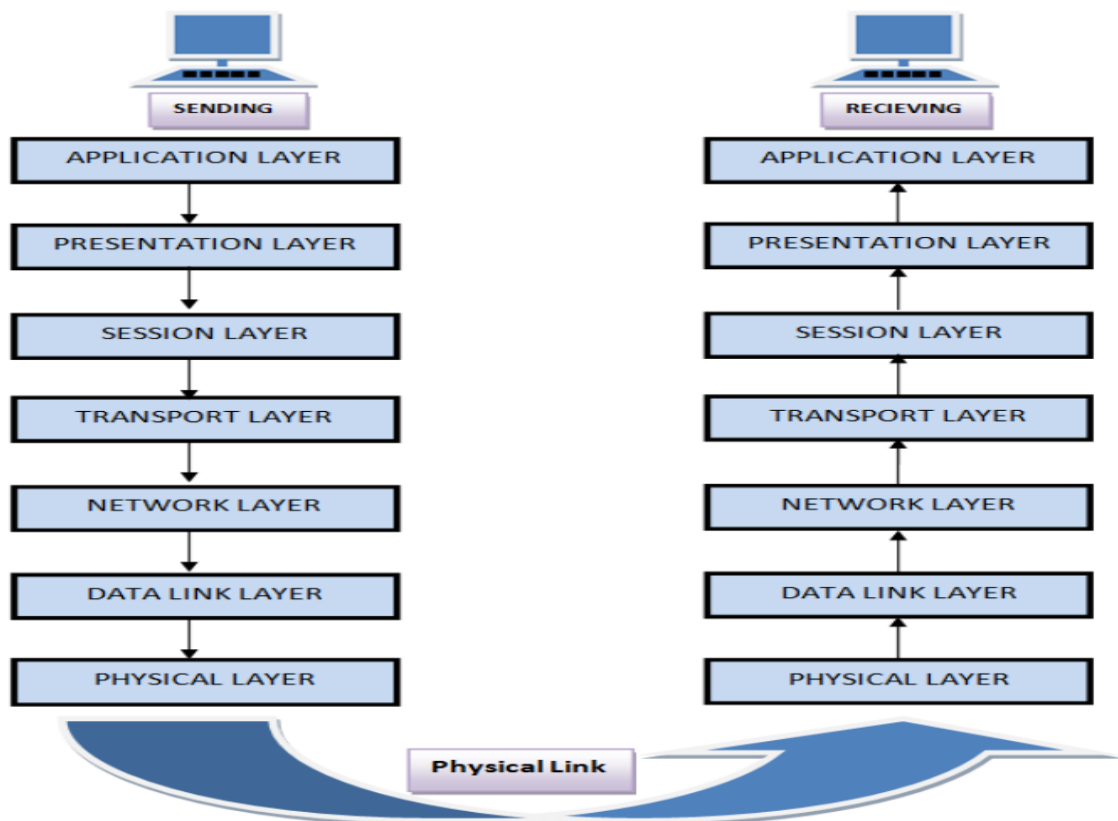 SENDING
APPLICATION LAYER
PRESENTATION LAYER
SESSION LAYER
TRANSPORT LAYER
NETWORK LAYER
DATA LINK LAYER
PHYSICAL LAYER
RECIEVING
APPLICATION LAYER
PRESENTATION LAYER
SESSION LAYER
TRANSPORT LAYER
NETWORK LAYER
DATA LINK LAYER
PHYSICAL LAYER
Physical Link